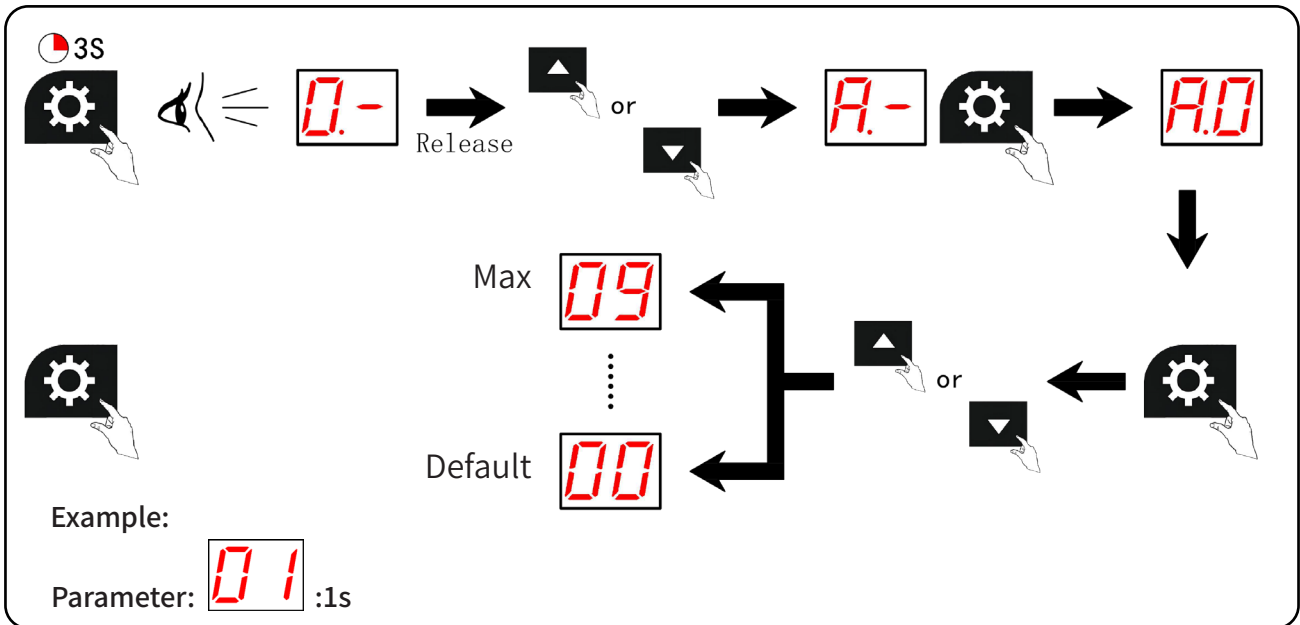 3S
0.-
Release
or
A.-
A.0
Max
09
or
Default
00
Example:
Parameter: 01 :1s